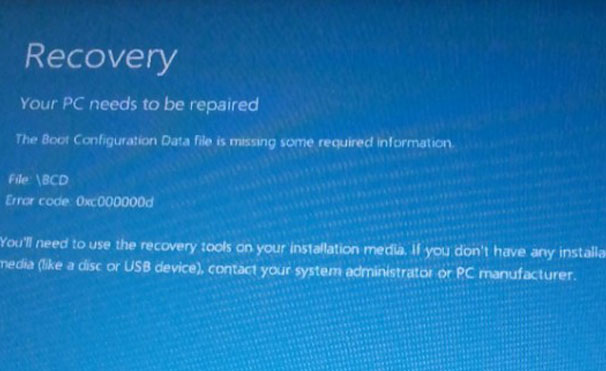 Recovery
Your PC needs to be repaired
The Boot Configuration Data file is missing some required information.
File: \BCD
Error code: 0xc000000d
You'll need to use the recovery tools on your installation media. If you don't have any installa
media (like a disc or USB device), contact your system administrator or PC manufacturer.